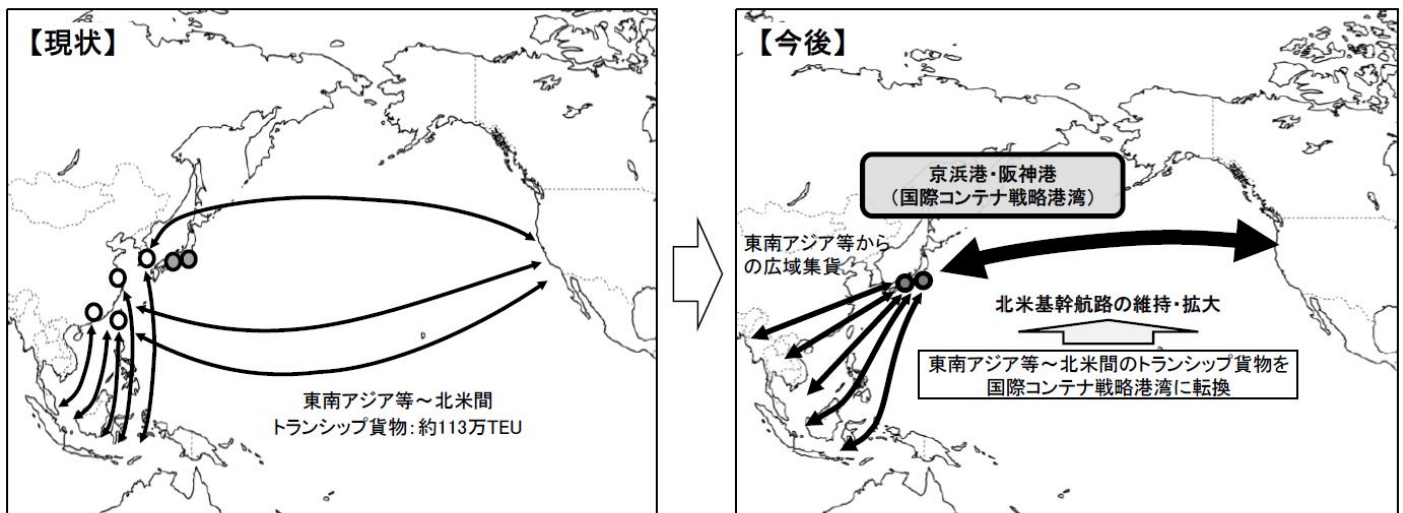 【現状】
東南アジア等～北米間
トランシップ貨物：約113万TEU
【今後】
京浜港・阪神港
（国際コンテナ戦略港湾）
東南アジア等から
の広域集貨
北米基幹航路の維持・拡大
東南アジア等～北米間のトランシップ貨物を
国際コンテナ戦略港湾に転換